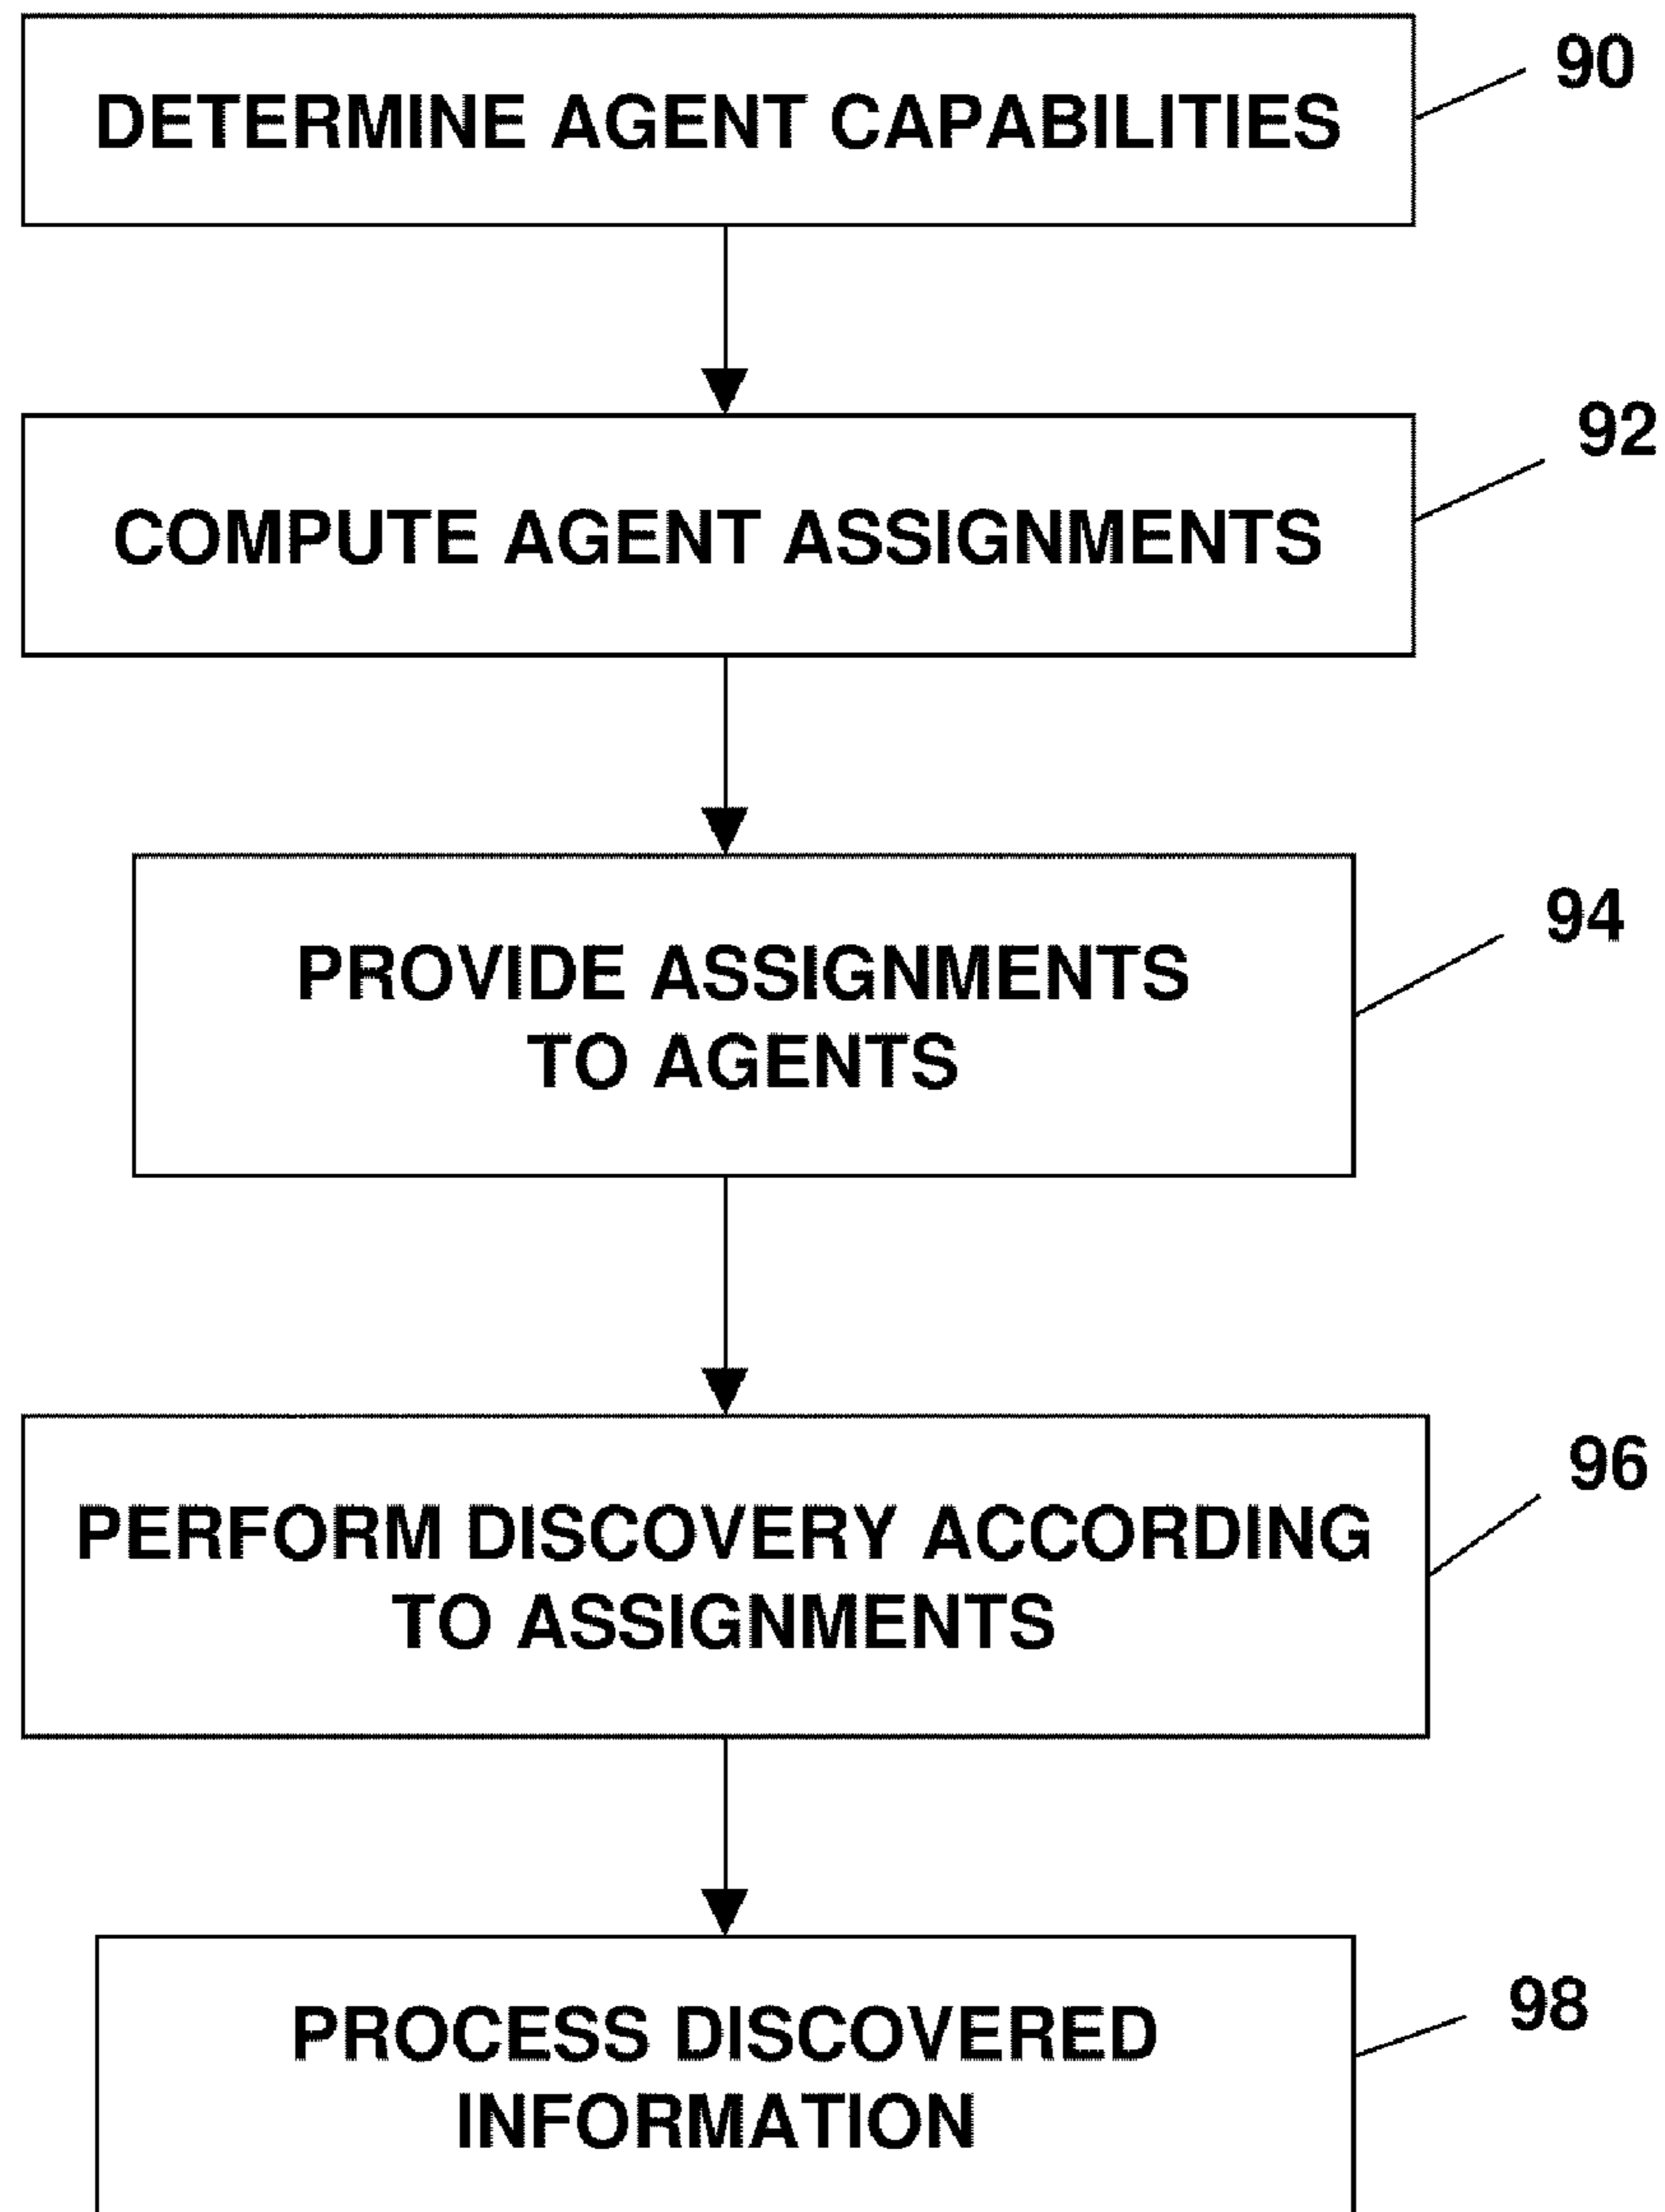 90
DETERMINE AGENT CAPABILITIES
92
COMPUTE AGENT ASSIGNMENTS
94
PROVIDE ASSIGNMENTS
TO AGENTS
96
PERFORM DISCOVERY ACCORDING
TO ASSIGNMENTS
98
PROCESS DISCOVERED
INFORMATION